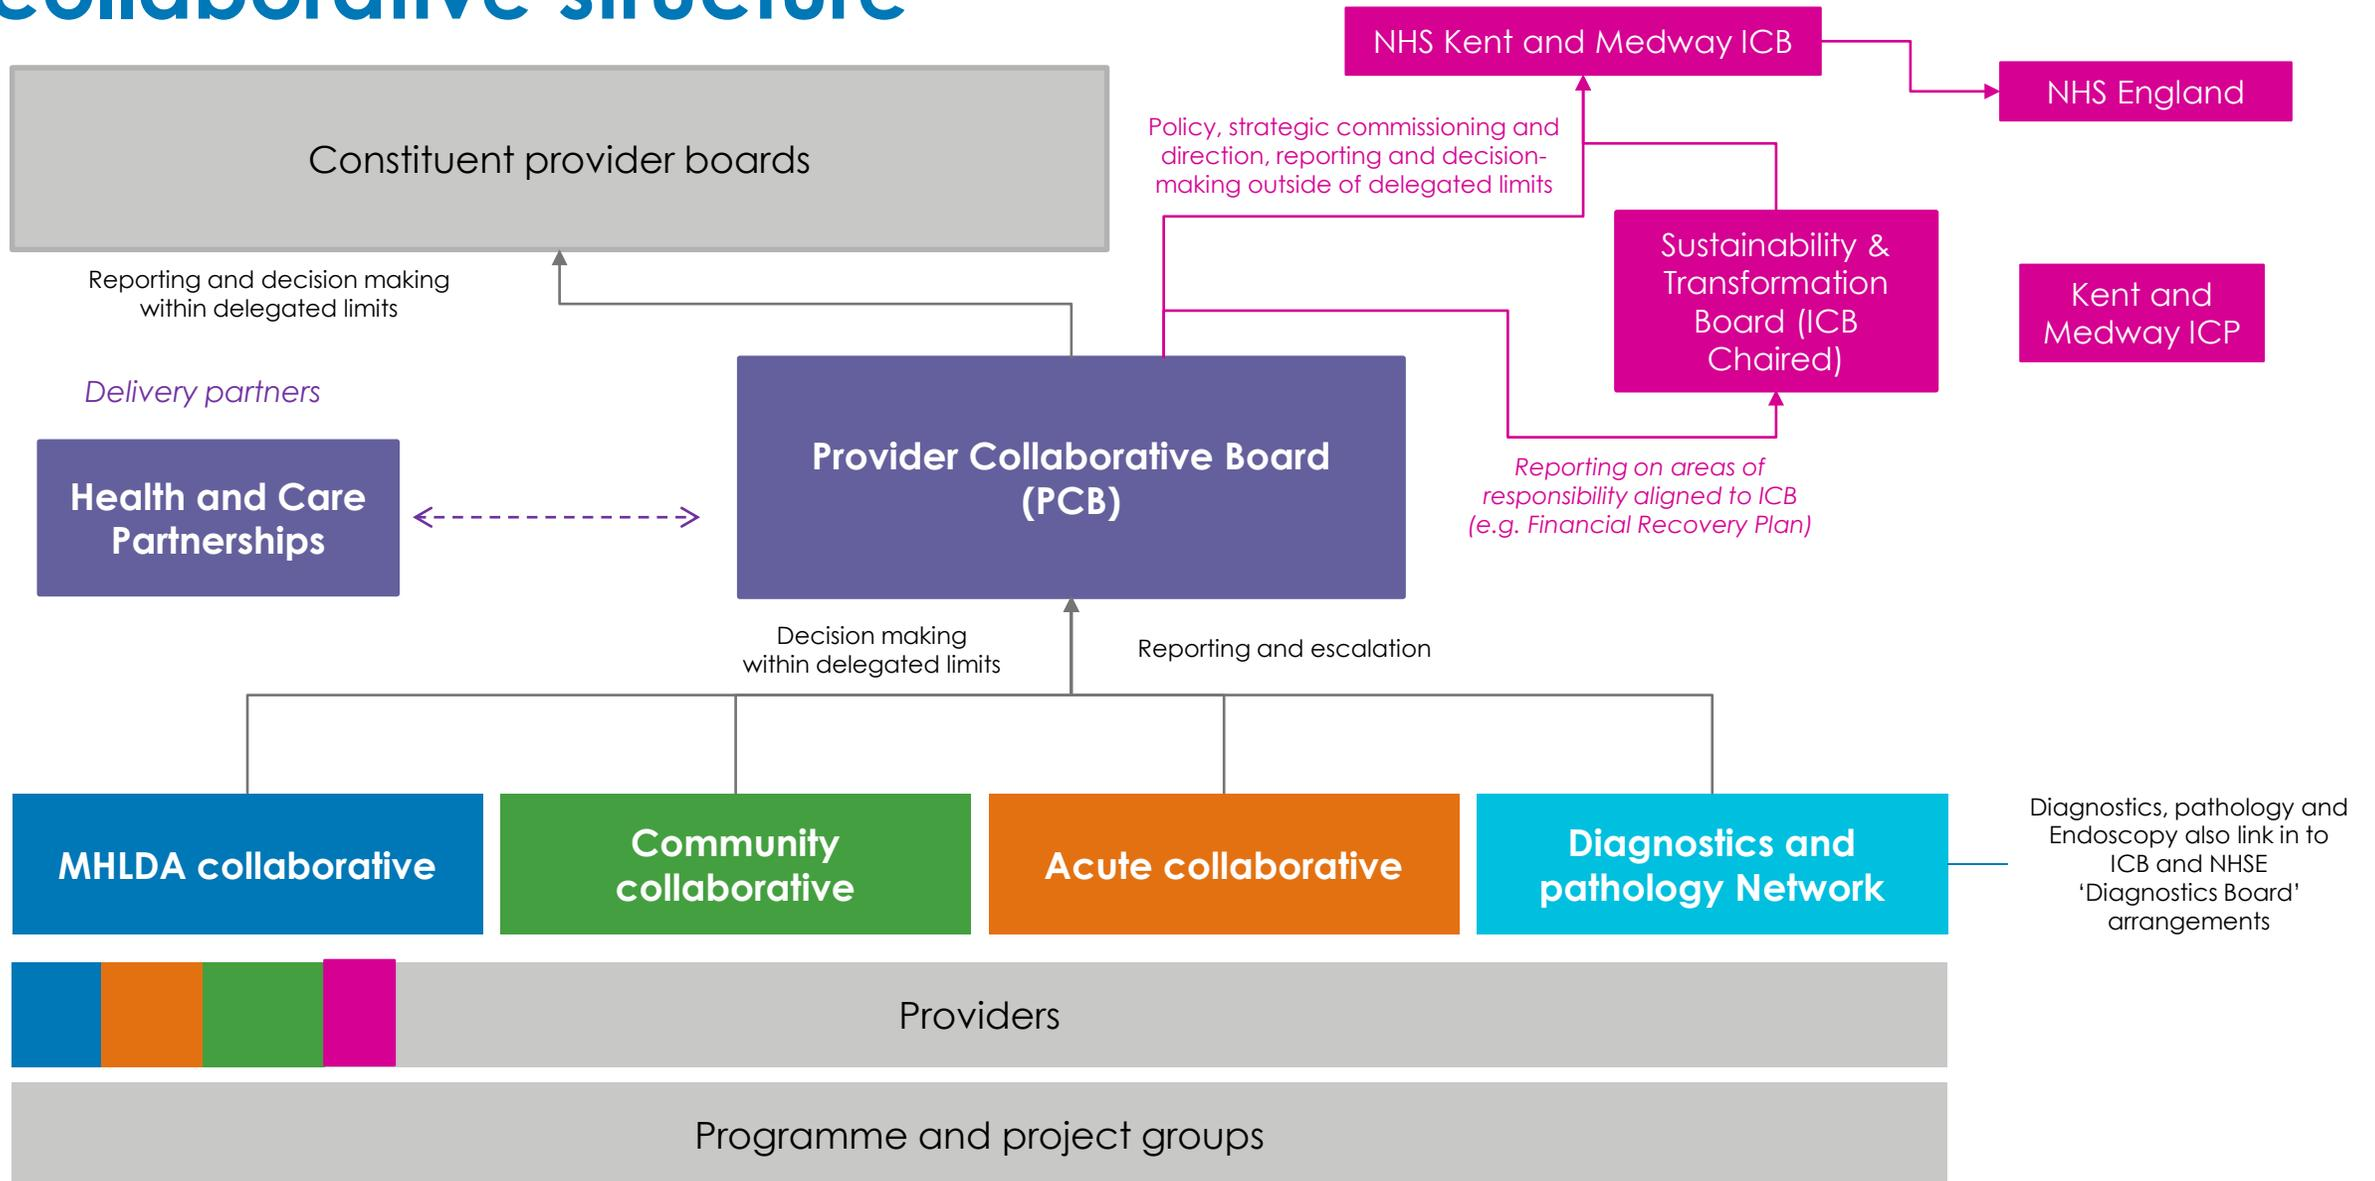 collaborative structure
NHS Kent and Medway ICB
NHS England
Constituent provider boards
Policy, strategic commissioning and
direction, reporting and decision-
making outside of delegated limits
Sustainability &
Transformation
Board (ICB
Chaired)
Kent and
Medway ICP
Reporting and decision making
within delegated limits
Delivery partners
Health and Care
Partnerships
Provider Collaborative Board
(PCB)
Reporting on areas of
responsibility aligned to ICB
(e.g. Financial Recovery Plan)
Decision making
within delegated limits
Reporting and escalation
MHLDA collaborative
Community
collaborative
Acute collaborative
Diagnostics and
pathology Network
Diagnostics, pathology and
Endoscopy also link in to
ICB and NHSE
‘Diagnostics Board’
arrangements
Providers
Programme and project groups